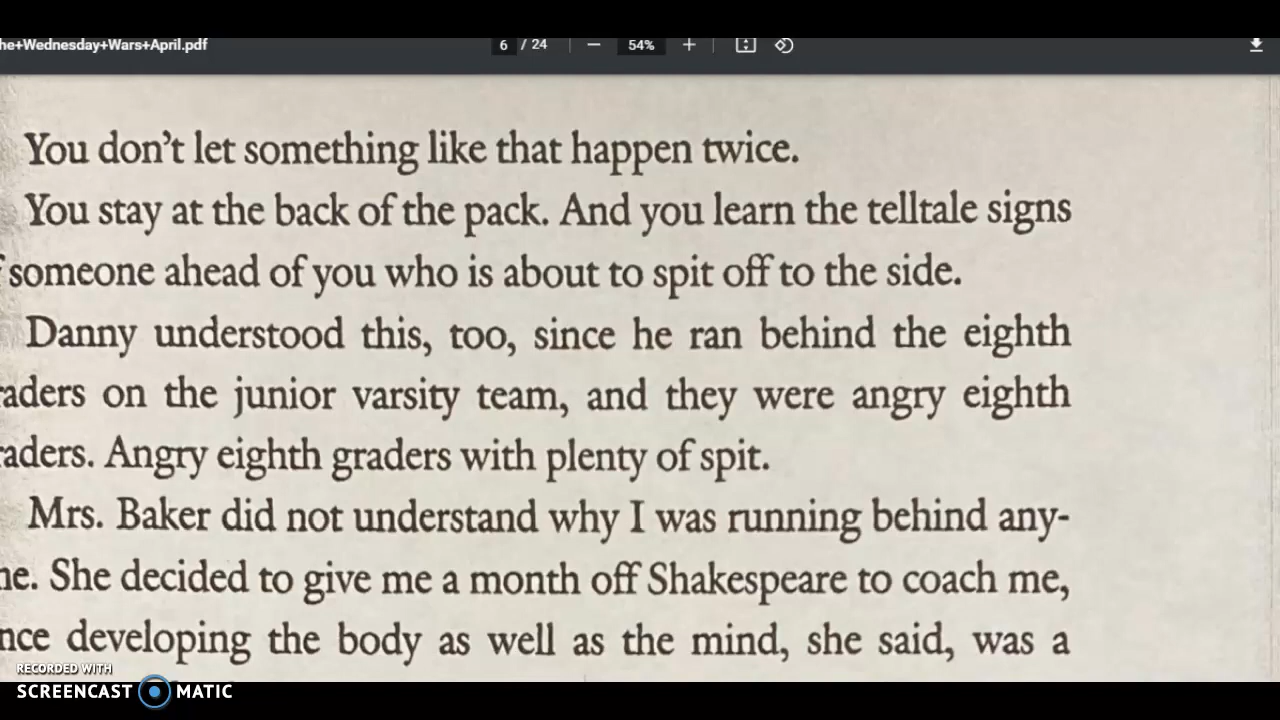 he+Wednesday+Wars+April.pdf
6 / 24
54%
You don't let something like that happen twice.
You stay at the back of the pack. And you learn the telltale signs
someone ahead of you who is about to spit off to the side.
Danny understood this, too, since he ran behind the eighth
raders on the junior varsity team, and they were angry eighth
raders. Angry eighth graders with plenty of spit.
Mrs. Baker did not understand why I was running behind any-
ne. She decided to give me a month off Shakespeare to coach me,
nce developing the body as well as the mind, she said, was a
RECORDED WITH
SCREENCAST MATIC